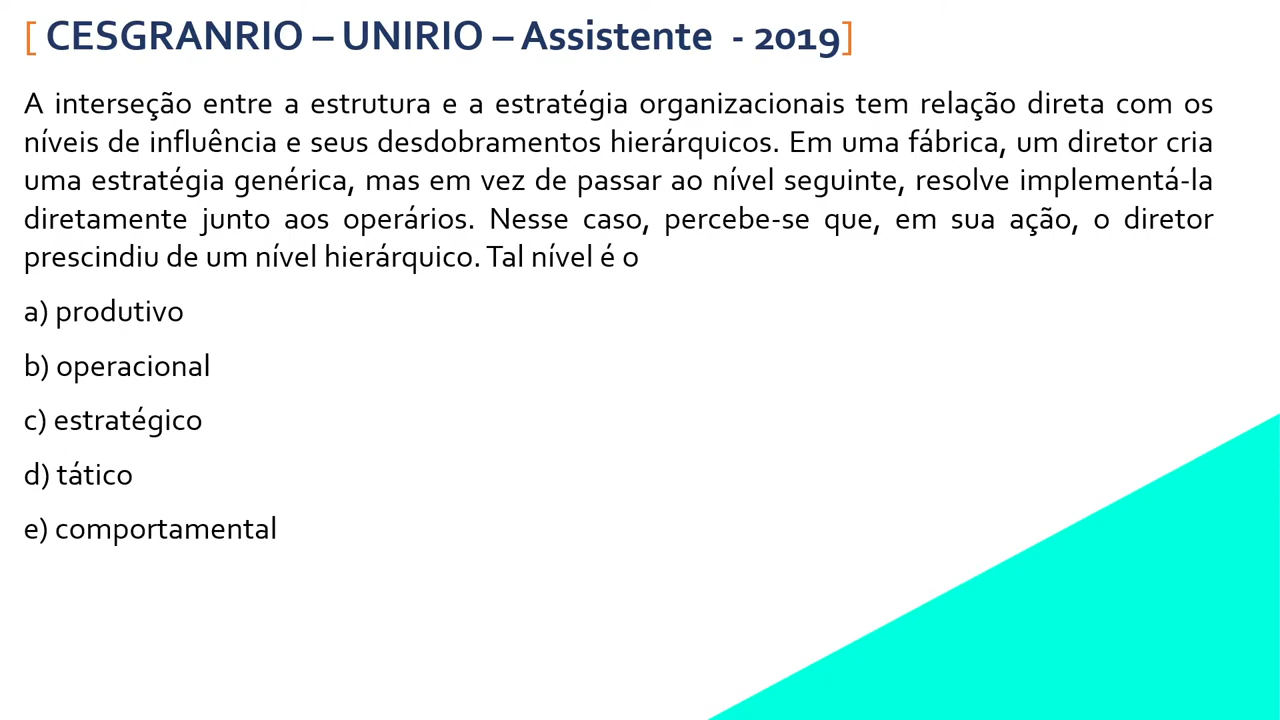 [ CESGRANRIO – UNIRIO – Assistente - 2019]
A interseção entre a estrutura e a estratégia organizacionais tem relação direta com os
níveis de influência e seus desdobramentos hierárquicos. Em uma fábrica, um diretor cria
uma estratégia genérica, mas em vez de passar ao nível seguinte, resolve implementá-la
diretamente junto aos operários. Nesse caso, percebe-se que, em sua ação, o diretor
prescindiu de um nível hierárquico. Tal nível é o
a) produtivo
b) operacional
c) estratégico
d) tático
e) comportamental